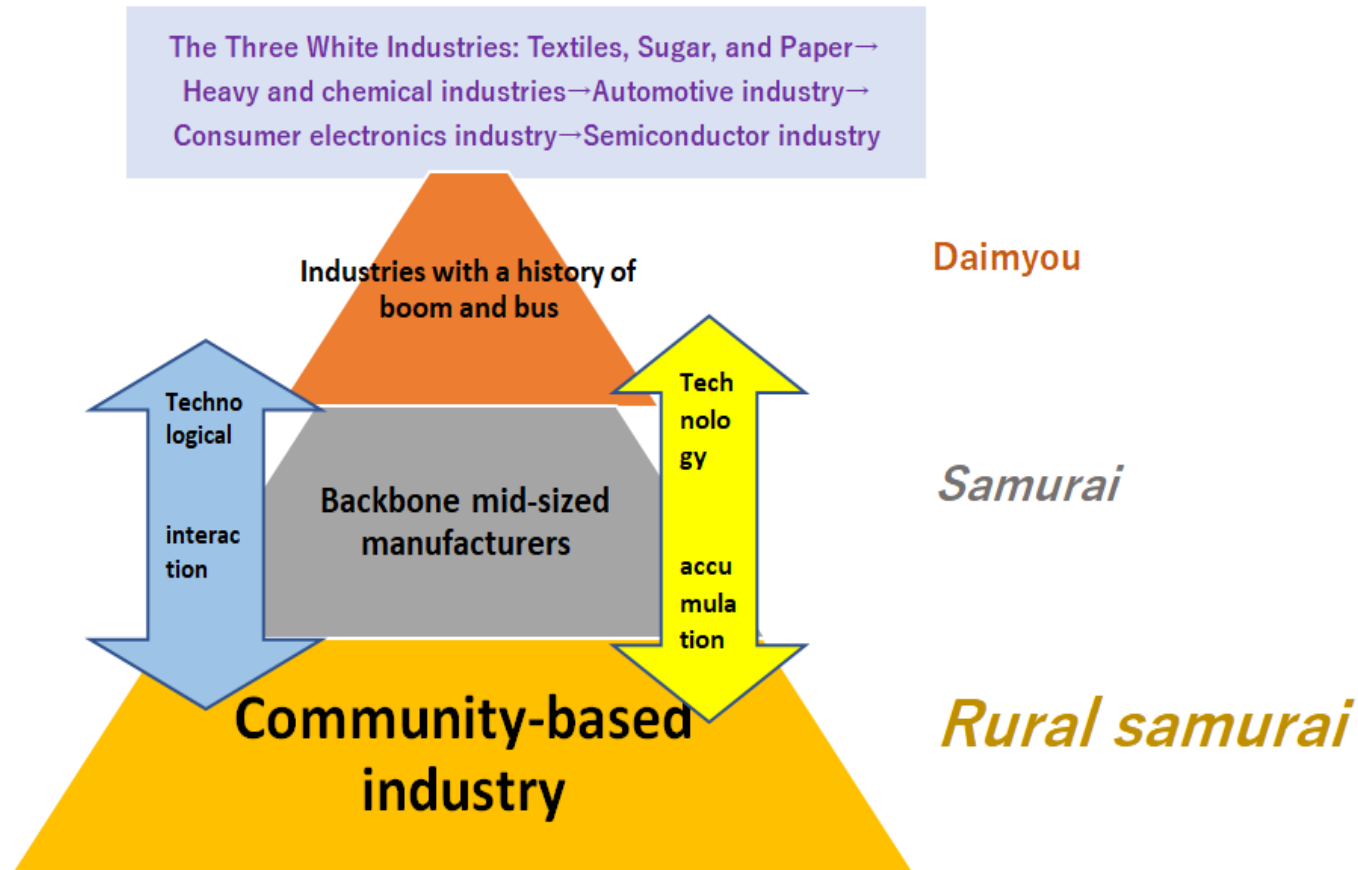 The Three White Industries: Textiles, Sugar, and Paper→
Heavy and chemical industries→Automotive industry→
Consumer electronics industry→Semiconductor industry
Industries with a history of
boom and bus
Daimyou
Techno
logical
interac
tion
Tech
nolo
gy
accu
mula
tion
Backbone mid-sized
manufacturers
Samurai
Community-based
industry
Rural samurai